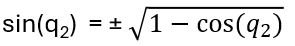 sin(q₂) = ± √(1 − cos(q₂))